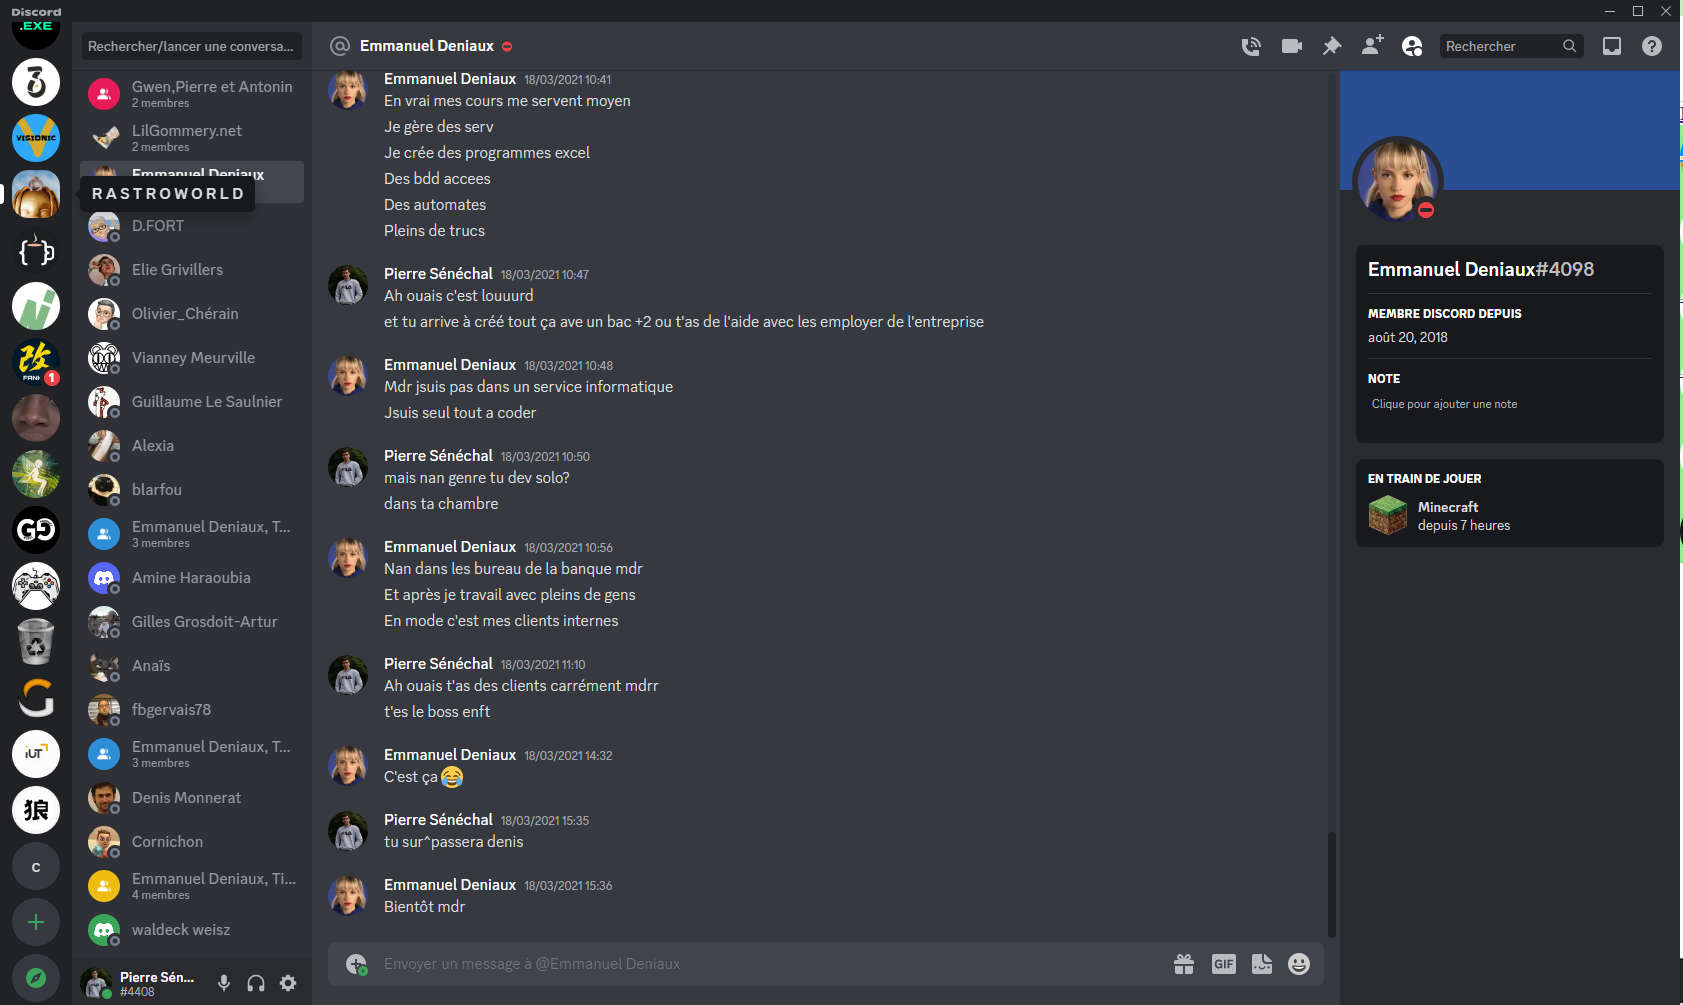 Discord
.EXE
VISIONIC
FANS
1
GG
iUT
狼
c
Rechercher/lancer une conversa...
Gwen,Pierre et Antonin
2 membres
LilGommery.net
2 membres
Emmanuel Deniaux
RASTROWORLD
D.FORT
Elie Grivillers
Olivier_Chérain
Vianney Meurville
Guillaume Le Saulnier
Alexia
blarfou
Emmanuel Deniaux, T...
3 membres
Amine Haraoubia
Gilles Grosdoit-Artur
Anaïs
fbgervais78
Emmanuel Deniaux, T...
3 membres
Denis Monnerat
Cornichon
Emmanuel Deniaux, Ti...
4 membres
waldeck weisz
Pierre Sén...
#4408
@ Emmanuel Deniaux
Rechercher
Emmanuel Deniaux 18/03/2021 10:41
En vrai mes cours me servent moyen
Je gère des serv
Je crée des programmes excel
Des bdd accees
Des automates
Pleins de trucs
Pierre Sénéchal 18/03/2021 10:47
Ah ouais c'est louuurd
et tu arrive à créé tout ça ave un bac +2 ou t'as de l'aide avec les employer de l'entreprise
Emmanuel Deniaux 18/03/2021 10:48
Mdr jsuis pas dans un service informatique
Jsuis seul tout a coder
Pierre Sénéchal 18/03/2021 10:50
mais nan genre tu dev solo?
dans ta chambre
Emmanuel Deniaux 18/03/2021 10:56
Nan dans les bureau de la banque mdr
Et après je travail avec pleins de gens
En mode c'est mes clients internes
Pierre Sénéchal 18/03/2021 11:10
Ah ouais t'as des clients carrément mdrr
t'es le boss enft
Emmanuel Deniaux 18/03/2021 14:32
C'est ça 😂
Pierre Sénéchal 18/03/2021 15:35
tu sur^passera denis
Emmanuel Deniaux 18/03/2021 15:36
Bientôt mdr
Envoyer un message à @Emmanuel Deniaux
GIF
Emmanuel Deniaux#4098
MEMBRE DISCORD DEPUIS
août 20, 2018
NOTE
Clique pour ajouter une note
EN TRAIN DE JOUER
Minecraft
depuis 7 heures